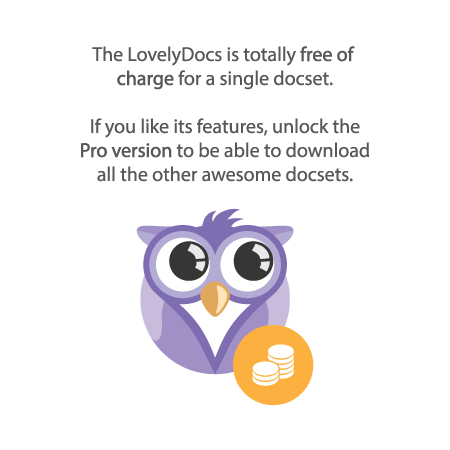 The LovelyDocs is totally free of
charge for a single docset.
If you like its features, unlock the
Pro version to be able to download
all the other awesome docsets.